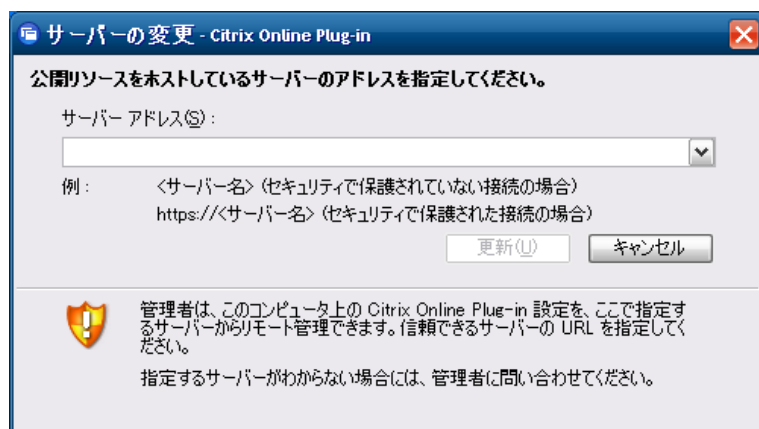 サーバーの変更 - Citrix Online Plug-in
公開リソースをホストしているサーバーのアドレスを指定してください。
サーバー アドレス(S) :
例 : <サーバー名> (セキュリティで保護されていない接続の場合)
https://<サーバー名> (セキュリティで保護された接続の場合)
更新(U) キャンセル
管理者は、このコンピュータ上の Citrix Online Plug-in 設定を、ここで指定す
るサーバーからリモート管理できます。信頼できるサーバーの URL を指定してく
ださい。
指定するサーバーがわからない場合には、管理者に問い合わせてください。